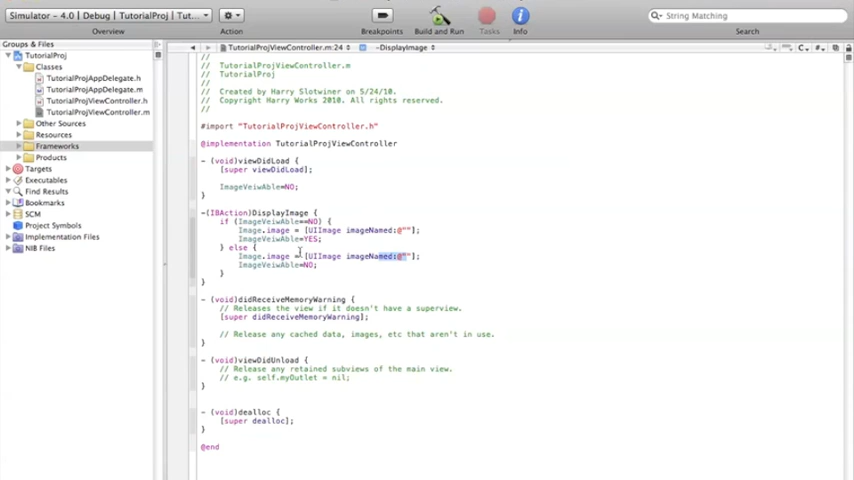 Simulator - 4.0 | Debug | TutorialProj | Tut...
Overview
Breakpoints
Build and Run
Tasks
Info
String Matching
Search
Groups & Files
TutorialProj
Classes
TutorialProjAppDelegate.h
TutorialProjAppDelegate.m
TutorialProjViewController.h
TutorialProjViewController.m
Other Sources
Resources
Frameworks
Products
Targets
Executables
Find Results
Bookmarks
SCM
Project Symbols
Implementation Files
NIB Files
TutorialProjViewController.m:24
-DisplayImage
C
#
//
// TutorialProjViewController.m
// TutorialProj
//
// Created by Harry Slotwiner on 5/24/10.
// Copyright Harry Works 2010. All rights reserved.
//
#import "TutorialProjViewController.h"
@implementation TutorialProjViewController
- (void)viewDidLoad {
[super viewDidLoad];
ImageVeiwAble=NO;
}
-(IBAction)DisplayImage {
if (ImageVeiwAble==NO) {
Image.image = [UIImage imageNamed:@""];
ImageVeiwAble=YES;
} else {
Image.image = [UIImage imageNamed:@""];
ImageVeiwAble=NO;
}
}
- (void)didReceiveMemoryWarning {
// Releases the view if it doesn't have a superview.
[super didReceiveMemoryWarning];
// Release any cached data, images, etc that aren't in use.
}
- (void)viewDidUnload {
// Release any retained subviews of the main view.
// e.g. self.myOutlet = nil;
}
- (void)dealloc {
[super dealloc];
}
@end